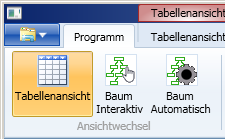 Tabellenansicht
Programm Tabellenansicht
Tabellenansicht Baum Interaktiv Baum Automatisch
Ansichtwechsel